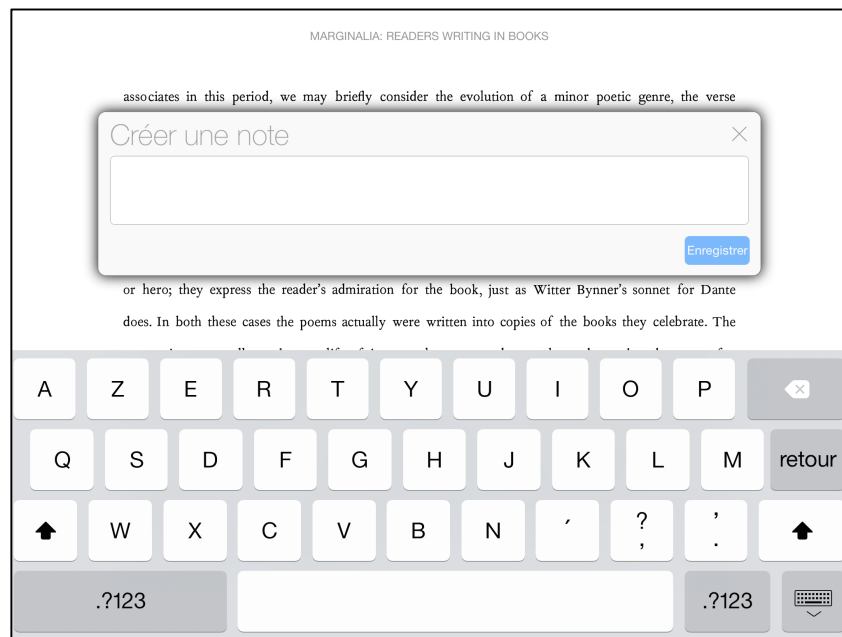 MARGINALIA: READERS WRITING IN BOOKS
associates in this period, we may briefly consider the evolution of a minor poetic genre, the verse
Créer une note
Enregistrer
or hero; they express the reader's admiration for the book, just as Witter Bynner's sonnet for Dante
does. In both these cases the poems actually were written into copies of the books they celebrate. The
A Z E R T Y U I O P
Q S D F G H J K L M retour
W X C V B N ´ ? , ' .
.?123 .?123